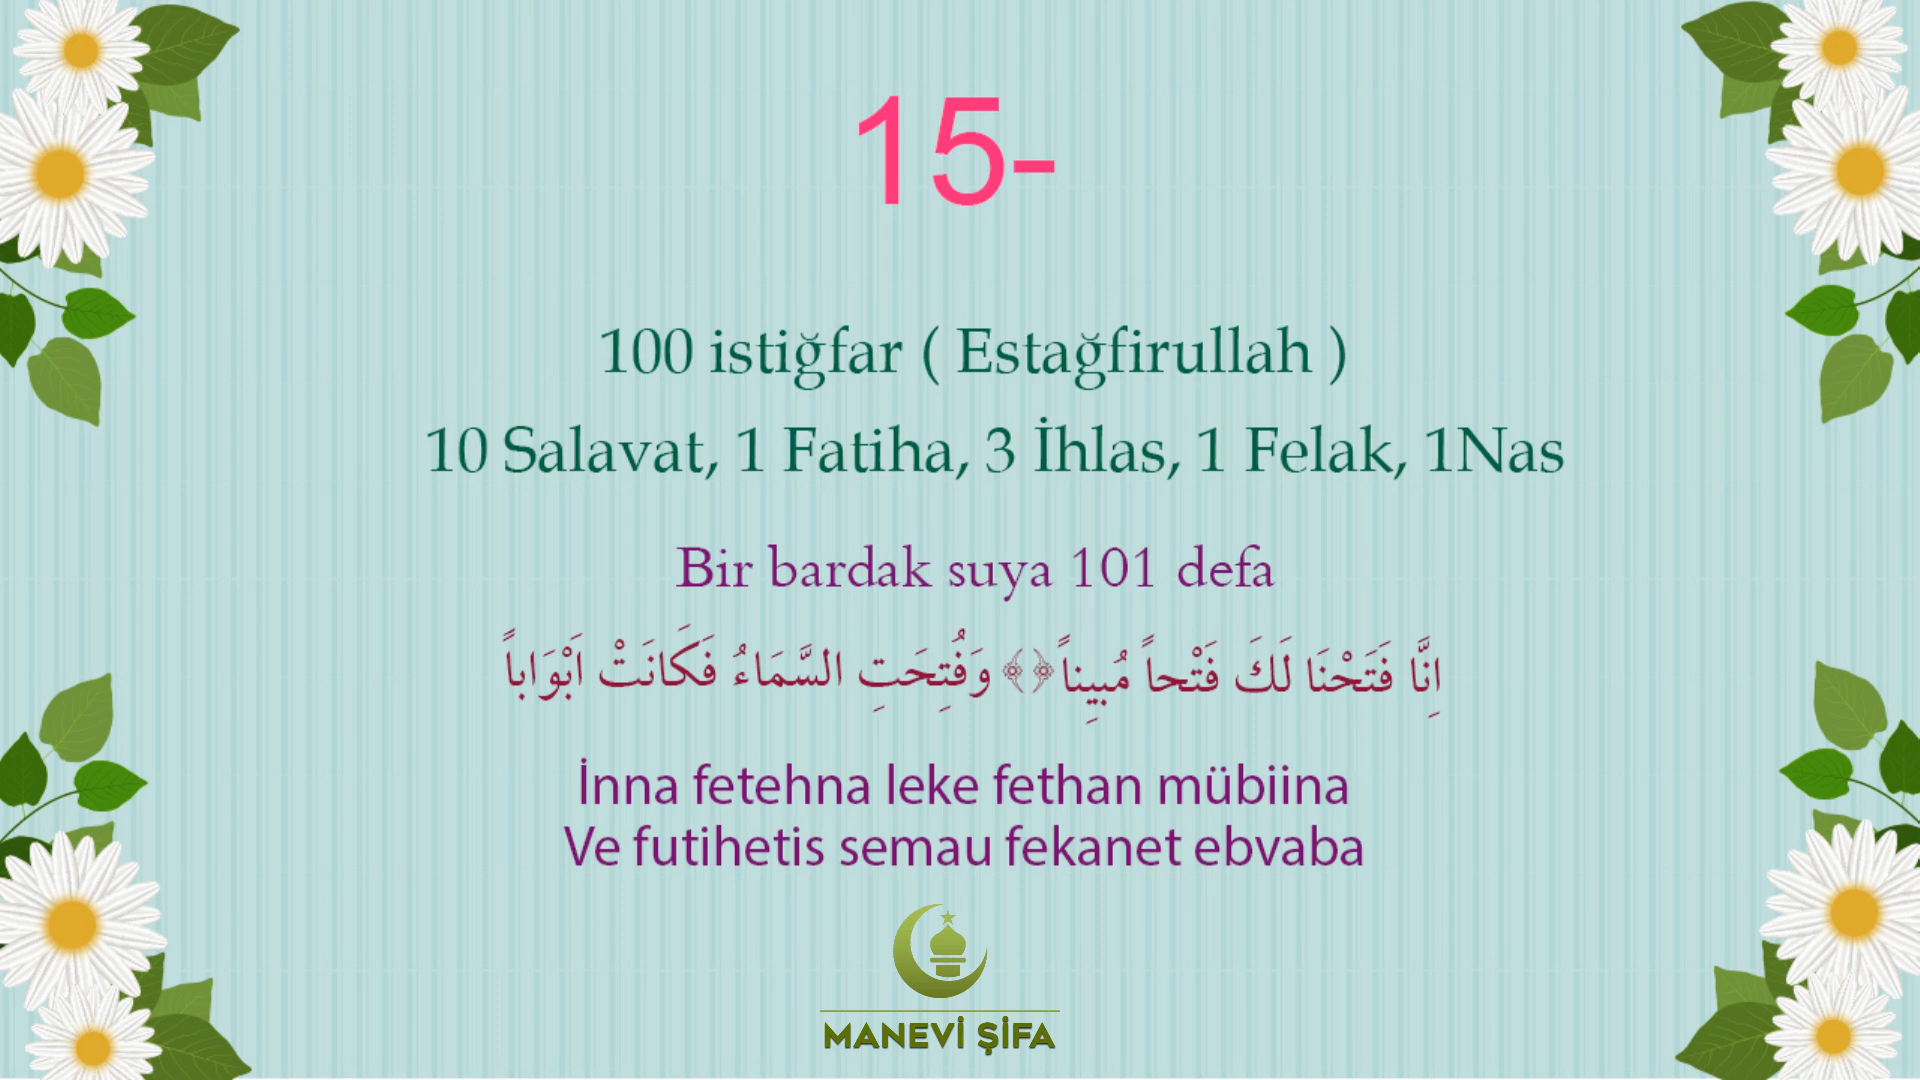 15-
100 istiğfar ( Estağfirullah )
10 Salavat, 1 Fatiha, 3 İhlas, 1 Felak, 1Nas
Bir bardak suya 101 defa
اِنَّا فَتَحْنَا لَكَ فَتْحاً مُبِيناً ﴿﴾ وَفُتِحَتِ السَّمَاءُ فَكَانَتْ اَبْوَاباً
İnna fetehna leke fethan mübiina
Ve futihetis semau fekanet ebvaba
MANEVİ ŞİFA